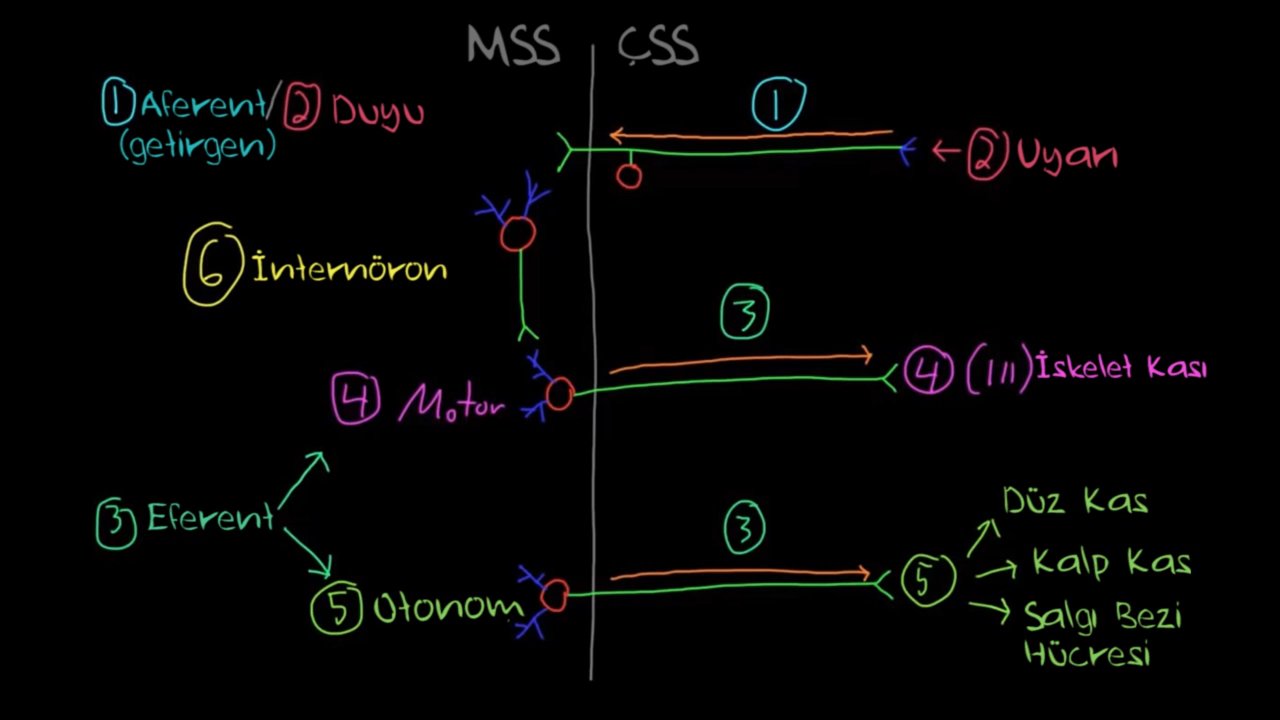 MSS ÇSS
1 Aferent/2 Duyu
(getirgen)
1
← 2 Uyarı
6 İnternöron
3
4 Motor
4 (111) İskelet Kası
3 Eferent
3
5 Otonom
5
Düz Kas
Kalp Kas
Salgı Bezi
Hücresi